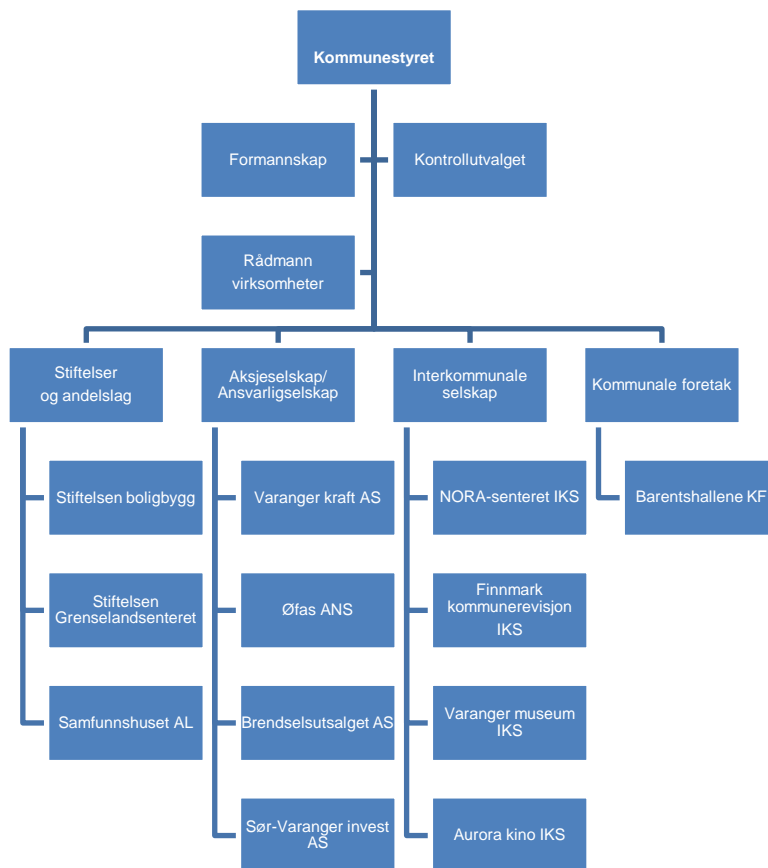 Kommunestyret
Formannskap
Kontrollutvalget
Rådmann
virksomheter
Stiftelser
og andelslag
Aksjeselskap/
Ansvarligselskap
Interkommunale
selskap
Kommunale foretak
Stiftelsen boligbygg
Varanger kraft AS
NORA-senteret IKS
Barentshallene KF
Stiftelsen
Grenselandsenteret
Øfas ANS
Finnmark
kommunerevisjon
IKS
Samfunnshuset AL
Brendselsutsalget AS
Varanger museum
IKS
Sør-Varanger invest
AS
Aurora kino IKS